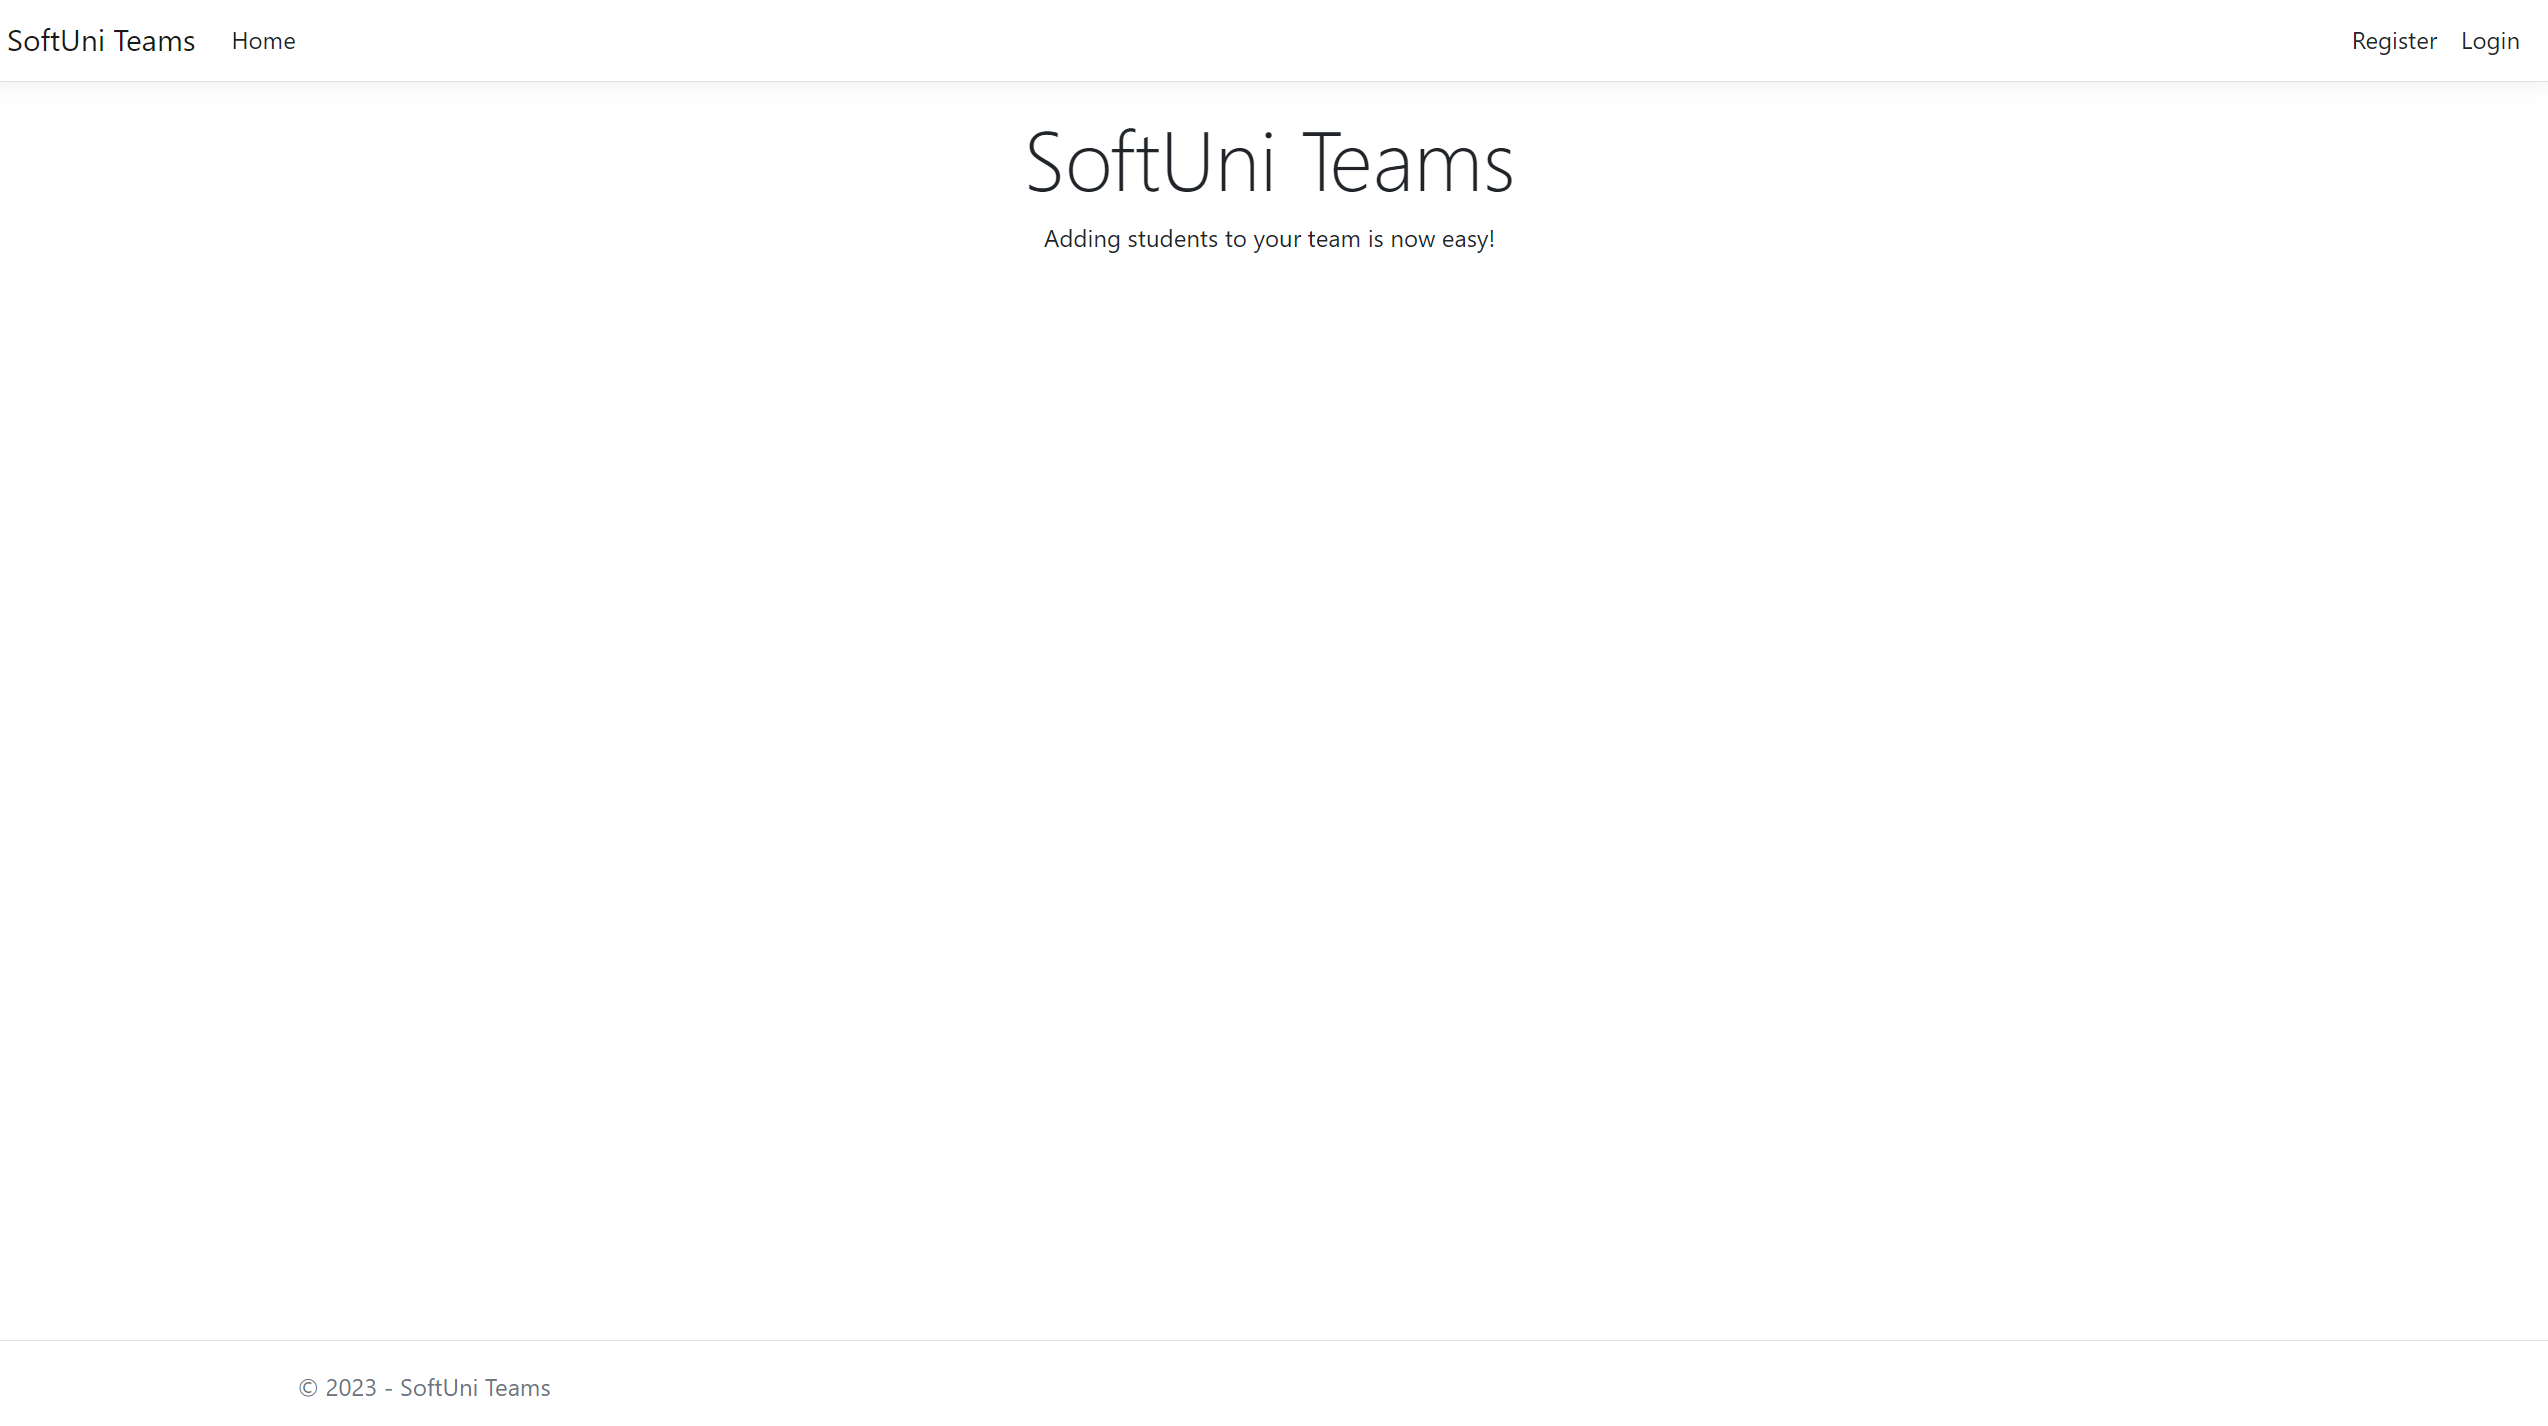 SoftUni Teams Home Register Login
SoftUni Teams
Adding students to your team is now easy!
© 2023 - SoftUni Teams